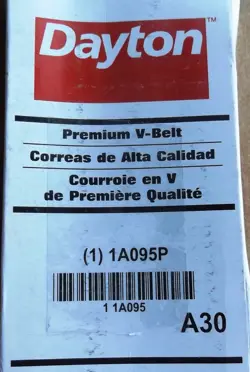 Dayton™
Premium V-Belt
Correas de Alta Calidad
Courroie en V
de Première Qualité
(1) 1A095P
1 1A095
A30